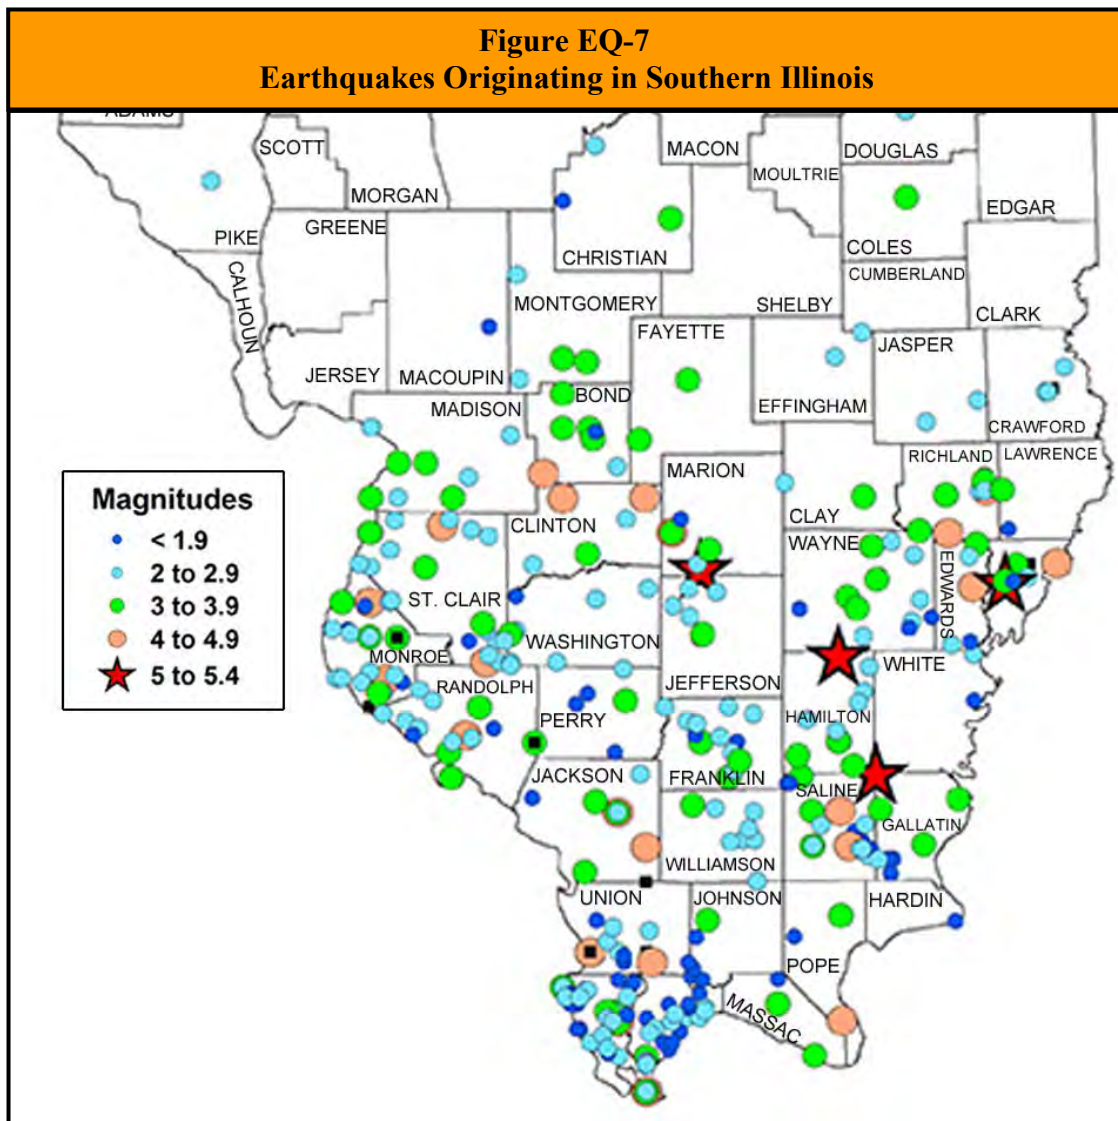 Figure EQ-7
Earthquakes Originating in Southern Illinois
ADAMS
SCOTT
MACON
DOUGLAS
MOULTRIE
MORGAN
EDGAR
GREENE
PIKE
CHRISTIAN
COLES
CUMBERLAND
CALHOUN
MONTGOMERY
SHELBY
CLARK
FAYETTE
JASPER
JERSEY
MACOUPIN
BOND
MADISON
EFFINGHAM
CRAWFORD
RICHLAND
LAWRENCE
MARION
Magnitudes
< 1.9
2 to 2.9
3 to 3.9
4 to 4.9
5 to 5.4
CLINTON
CLAY
WAYNE
EDWARDS
ST. CLAIR
WASHINGTON
MONROE
WHITE
RANDOLPH
JEFFERSON
PERRY
HAMILTON
JACKSON
FRANKLIN
SALINE
GALLATIN
WILLIAMSON
UNION
JOHNSON
HARDIN
POPE
MASSAC